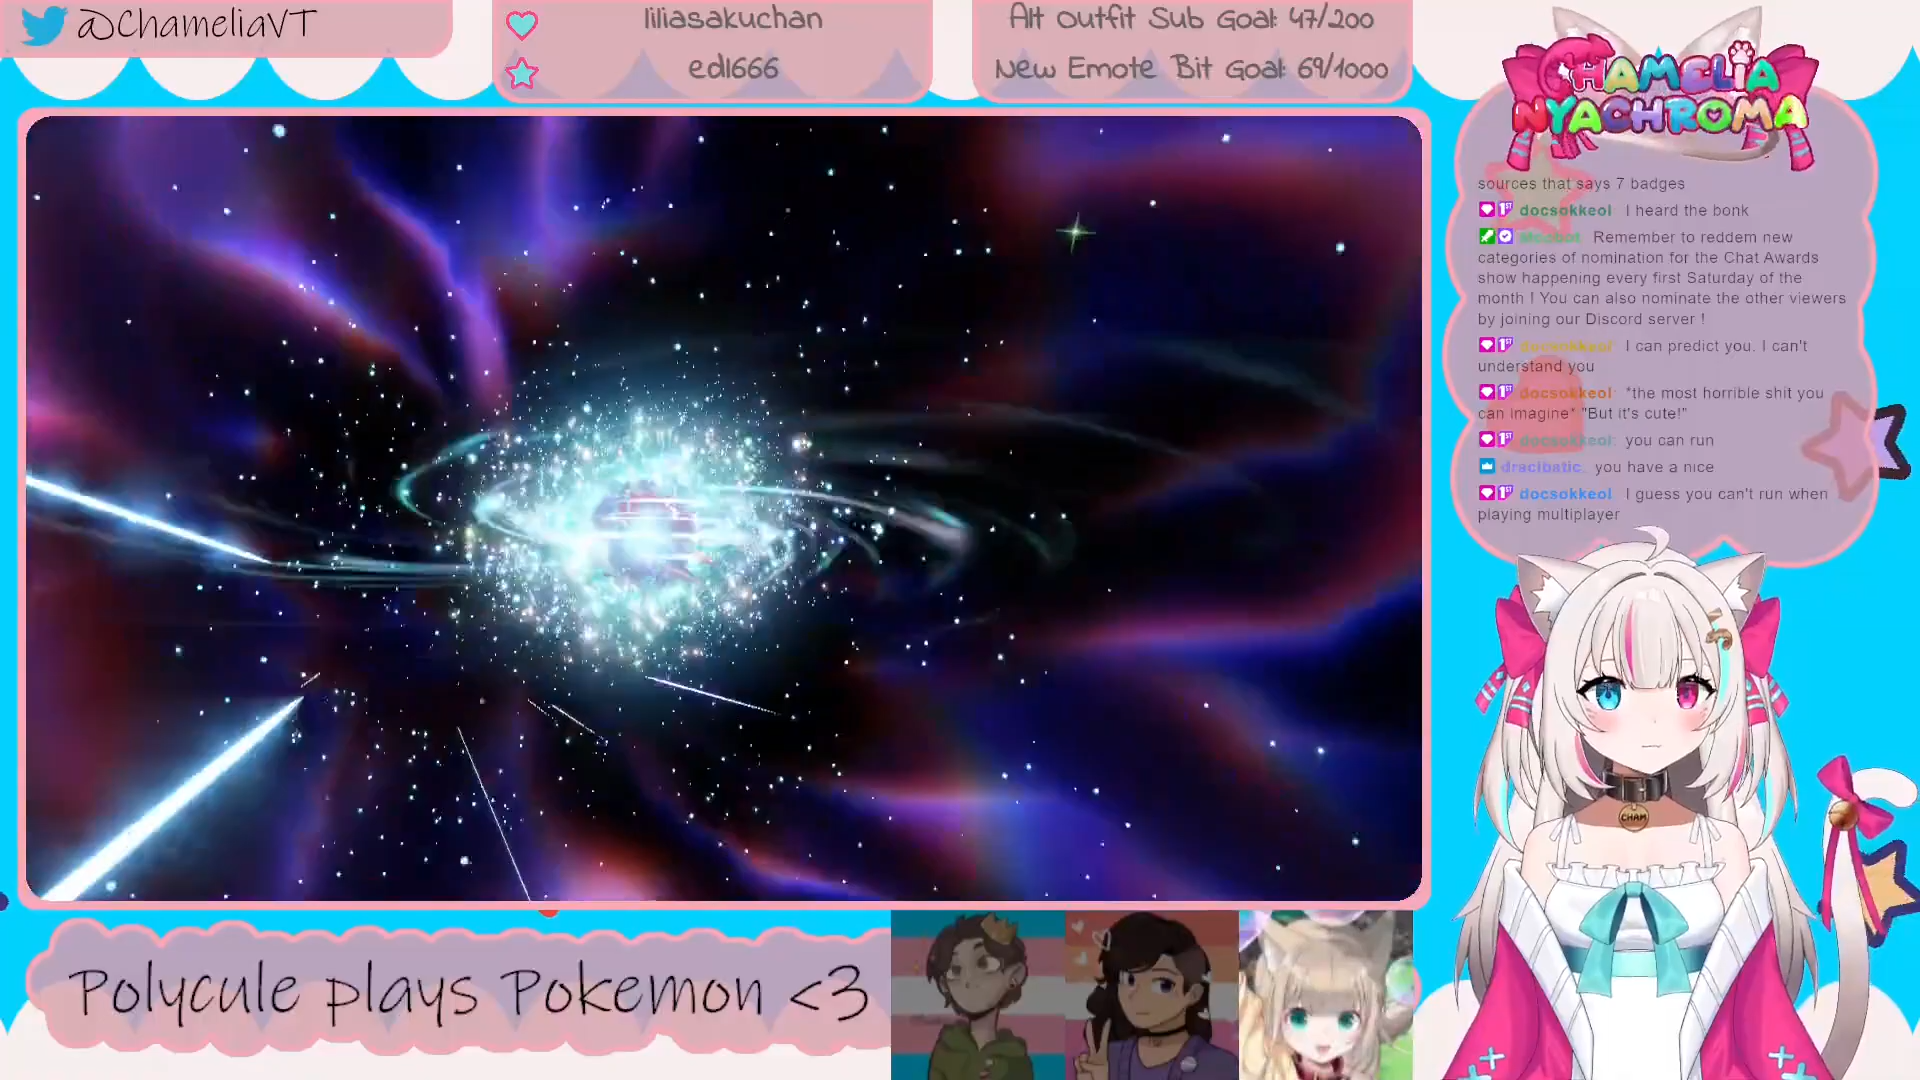 @ChameliaVT
liliasakuchan
edl666
Alt Outfit Sub Goal: 47/200
New Emote Bit Goal: 69/1000
CHAMELIA
NYACHROMA
sources that says 7 badges
docsokkeol I heard the bonk
Remember to reddem new
categories of nomination for the Chat Awards
show happening every first Saturday of the
month ! You can also nominate the other viewers
by joining our Discord server !
docsokkeol: I can predict you. I can't
understand you
docsokkeol: *the most horrible shit you
can imagine* "But it's cute!"
docsokkeol: you can run
dracibatic: you have a nice
docsokkeol I guess you can't run when
playing multiplayer
CHAM
Polycule plays Pokemon <3